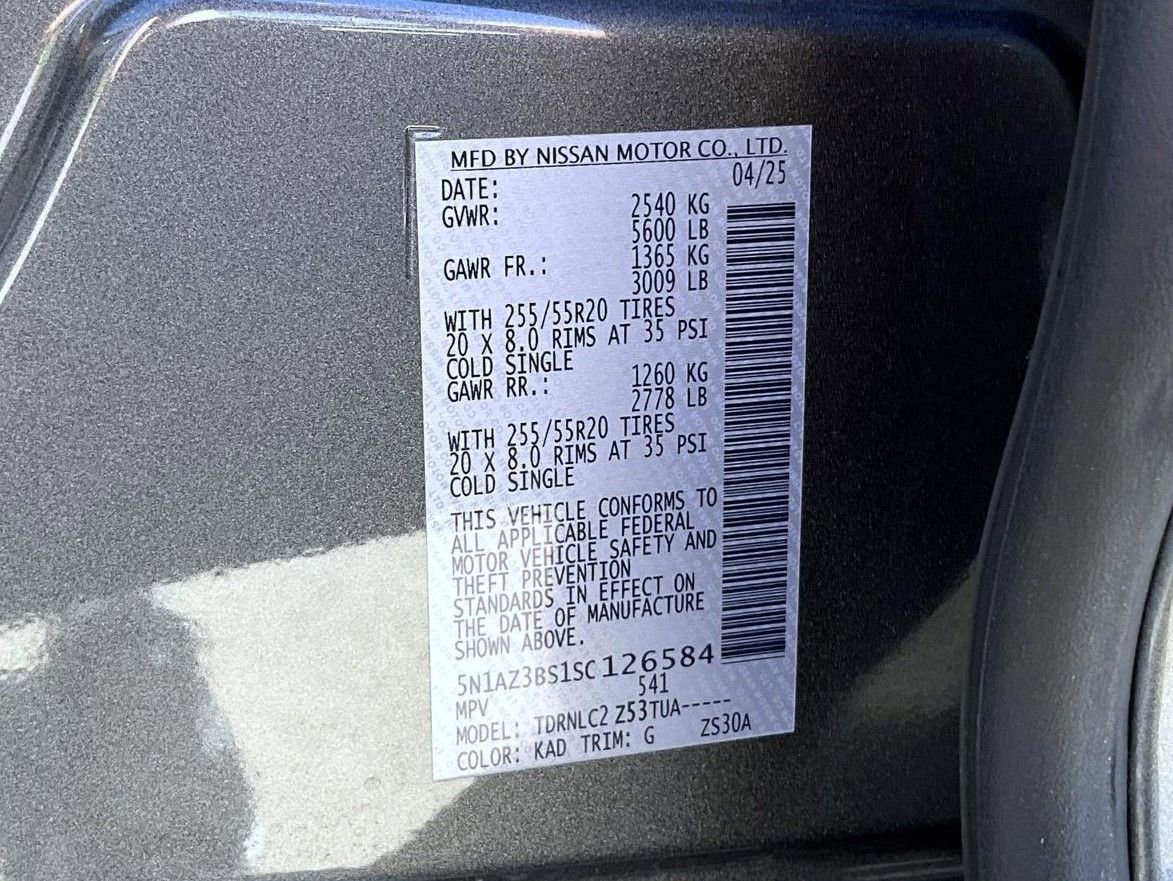 MFD BY NISSAN MOTOR CO., LTD.
DATE: 04/25
GVWR: 2540 KG
5600 LB
GAWR FR.: 1365 KG
3009 LB
WITH 255/55R20 TIRES
20 X 8.0 RIMS AT 35 PSI
COLD SINGLE
GAWR RR.: 1260 KG
2778 LB
WITH 255/55R20 TIRES
20 X 8.0 RIMS AT 35 PSI
COLD SINGLE
THIS VEHICLE CONFORMS TO
ALL APPLICABLE FEDERAL
MOTOR VEHICLE SAFETY AND
THEFT PREVENTION
STANDARDS IN EFFECT ON
THE DATE OF MANUFACTURE
SHOWN ABOVE.
5N1AZ3BS1SC126584
MPV 541
MODEL: TDRNLC2 Z53TUA-----
COLOR: KAD TRIM: G ZS30A